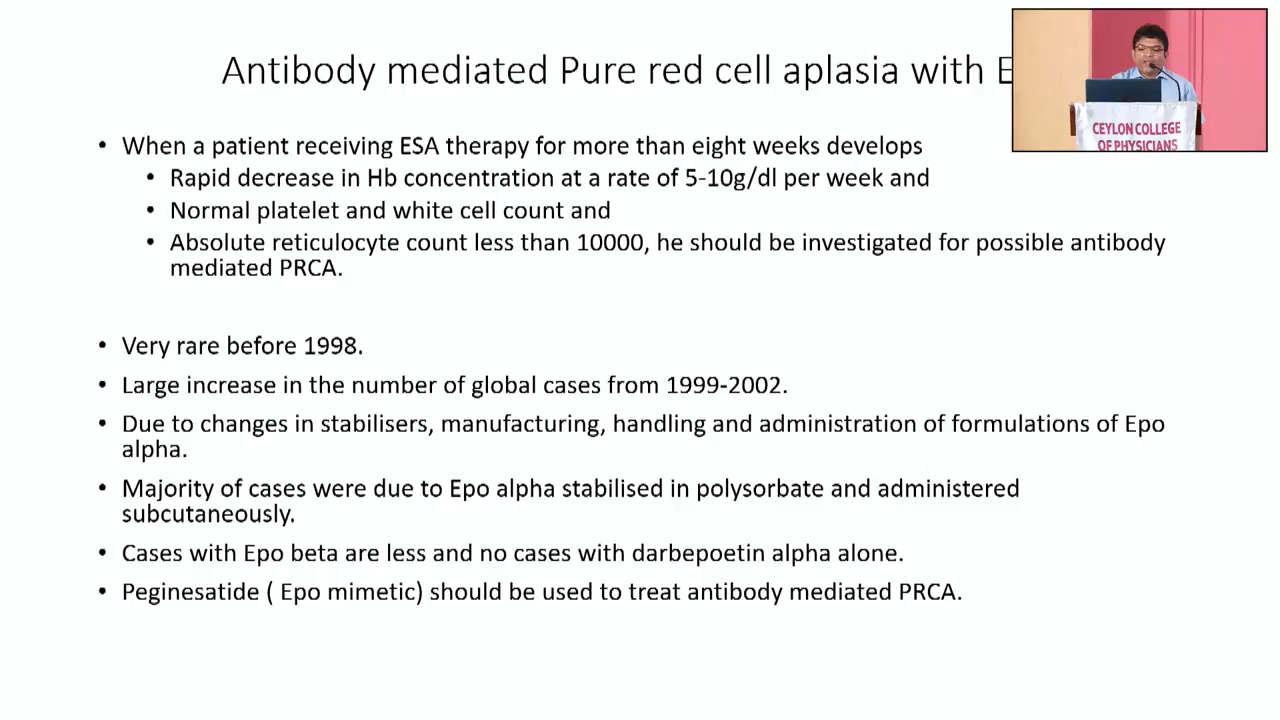 Antibody mediated Pure red cell aplasia with E
• When a patient receiving ESA therapy for more than eight weeks develops
• Rapid decrease in Hb concentration at a rate of 5-10g/dl per week and
• Normal platelet and white cell count and
• Absolute reticulocyte count less than 10000, he should be investigated for possible antibody
mediated PRCA.
• Very rare before 1998.
• Large increase in the number of global cases from 1999-2002.
• Due to changes in stabilisers, manufacturing, handling and administration of formulations of Epo
alpha.
• Majority of cases were due to Epo alpha stabilised in polysorbate and administered
subcutaneously.
• Cases with Epo beta are less and no cases with darbepoetin alpha alone.
• Peginesatide ( Epo mimetic) should be used to treat antibody mediated PRCA.
CEYLON COLLEGE
OF PHYSICIANS